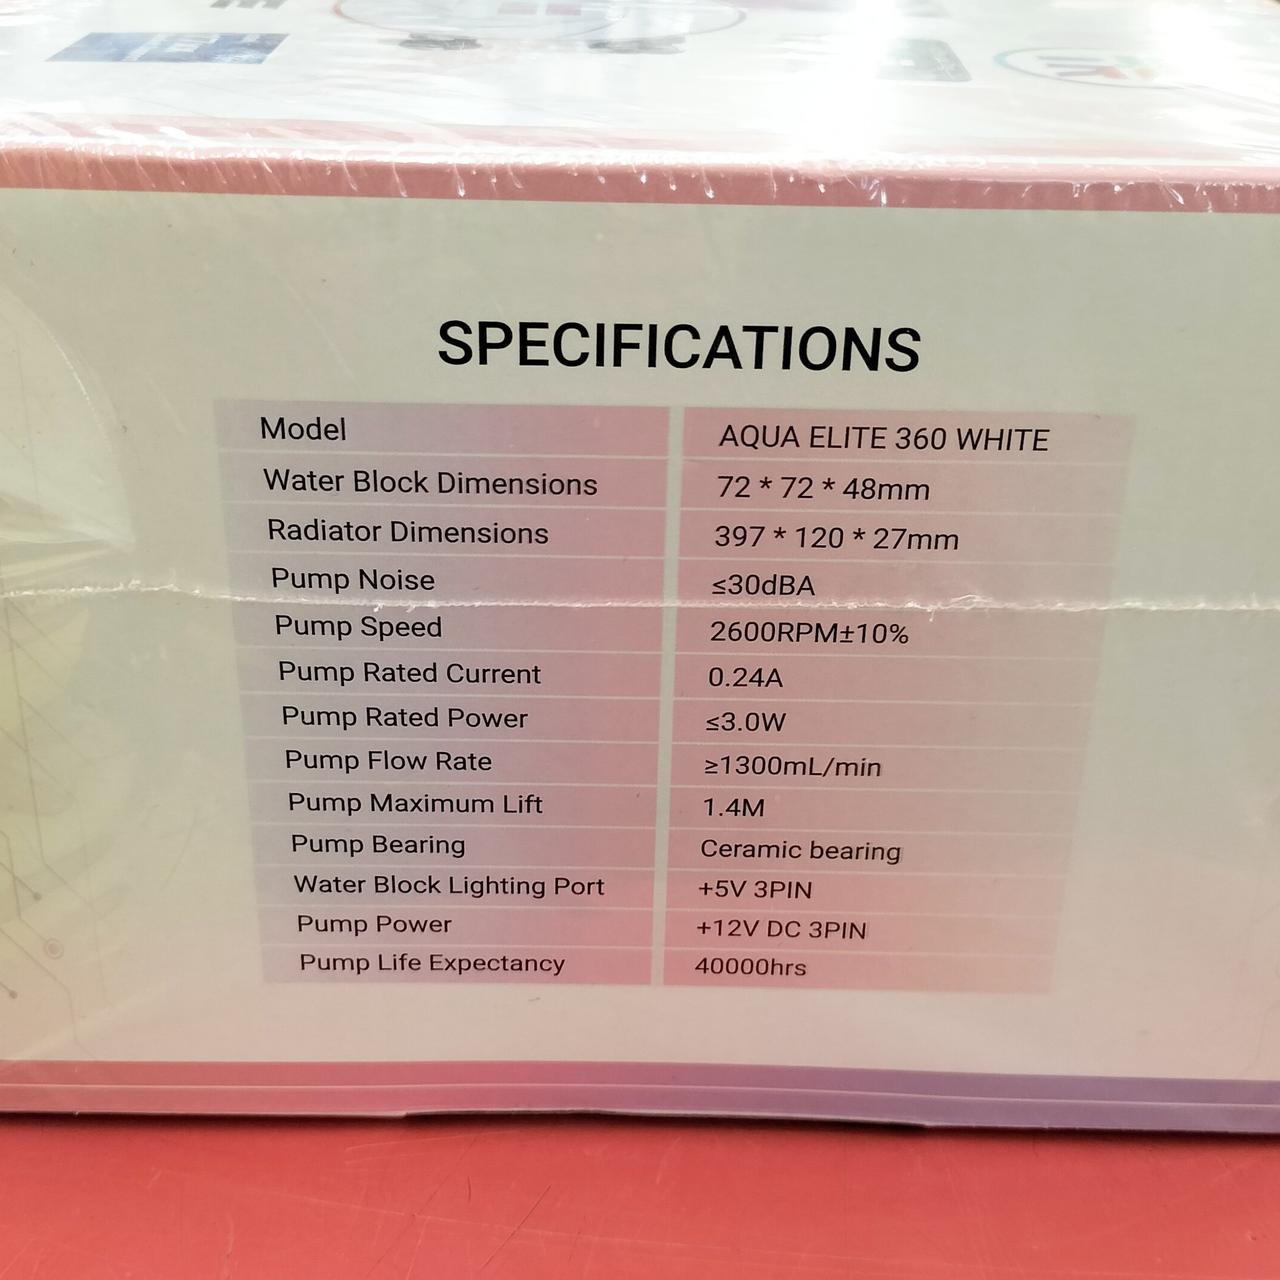 SPECIFICATIONS
Model AQUA ELITE 360 WHITE
Water Block Dimensions 72 * 72 * 48mm
Radiator Dimensions 397 * 120 * 27mm
Pump Noise ≤30dBA
Pump Speed 2600RPM±10%
Pump Rated Current 0.24A
Pump Rated Power ≤3.0W
Pump Flow Rate ≥1300mL/min
Pump Maximum Lift 1.4M
Pump Bearing Ceramic bearing
Water Block Lighting Port +5V 3PIN
Pump Power +12V DC 3PIN
Pump Life Expectancy 40000hrs